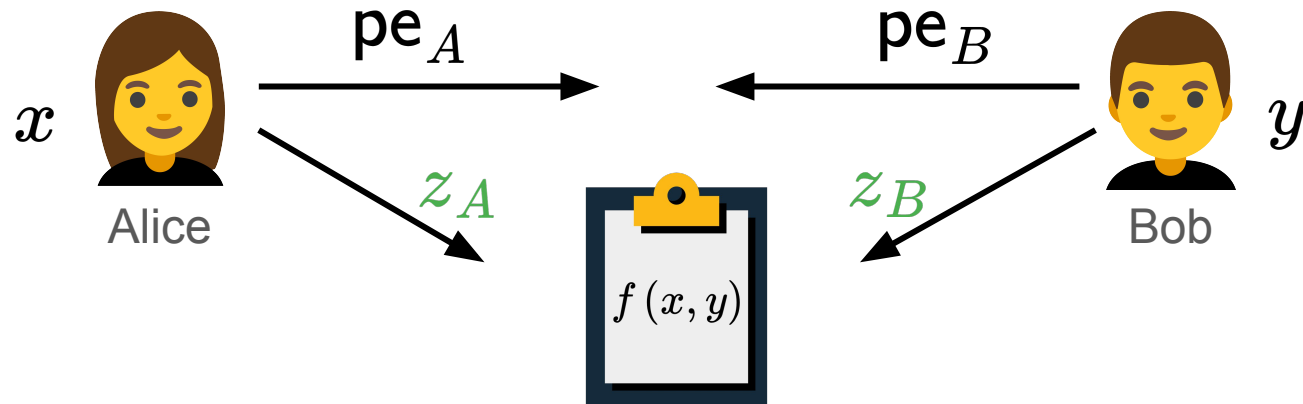 pe_A
pe_B
x
y
z_A
z_B
Alice
Bob
f (x, y)